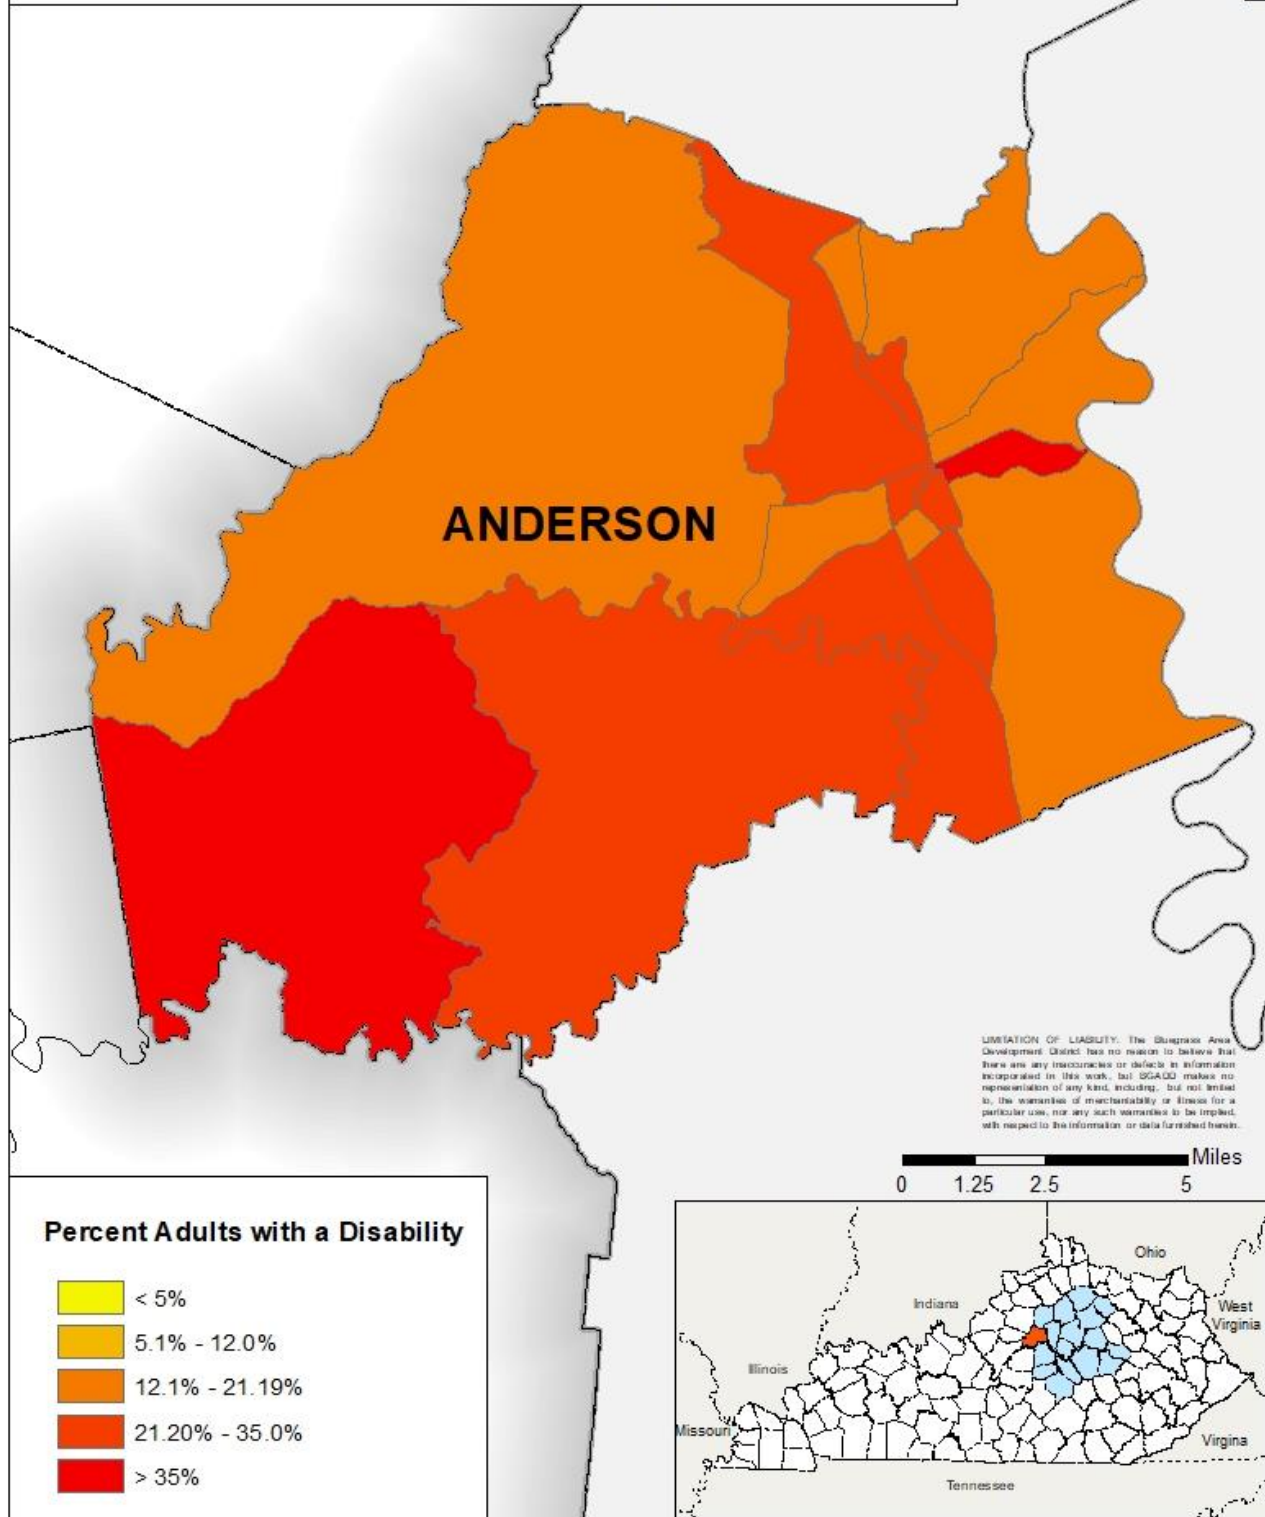 ANDERSON
LIMITATION OF LIABILITY: The Bluegrass Area
Development District has no reason to believe that
there are any inaccuracies or defects in information
incorporated in this work, but BGADD makes no
representation of any kind, including, but not limited
to, the warranties of merchantability or fitness for a
particular use, nor any such warranties to be implied,
with respect to the information or data furnished herein.
Miles
0 1.25 2.5 5
Percent Adults with a Disability
< 5%
5.1% - 12.0%
12.1% - 21.19%
21.20% - 35.0%
> 35%
Ohio
Indiana
West
Virginia
Illinois
Missouri
Virgina
Tennessee